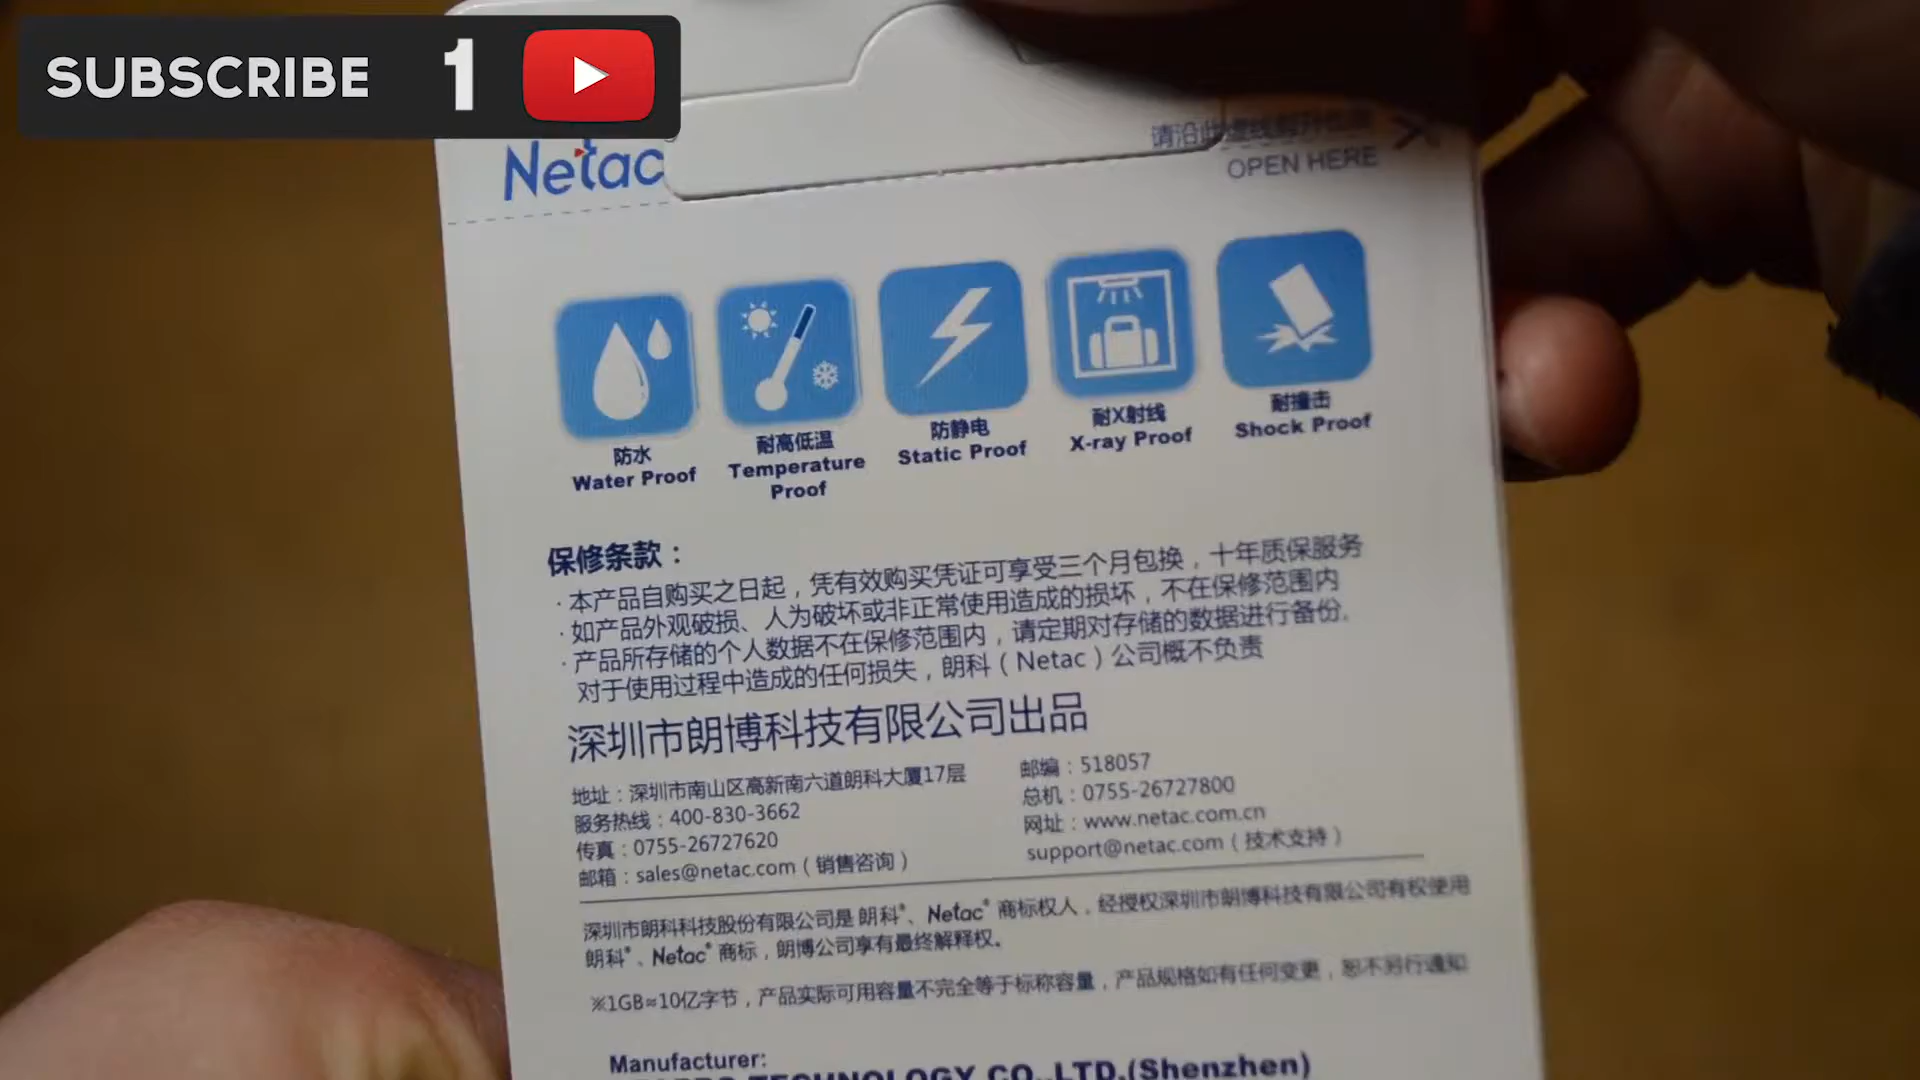 SUBSCRIBE 1
Netac
请沿此虚线
OPEN HERE
防水
Water Proof
耐高低温
Temperature
Proof
防静电
Static Proof
耐X射线
X-ray Proof
耐撞击
Shock Proof
保修条款：
·本产品自购买之日起，凭有效购买凭证可享受三个月包换，十年质保服务
·如产品外观破损、人为破坏或非正常使用造成的损坏，不在保修范围内
·产品所存储的个人数据不在保修范围内，请定期对存储的数据进行备份.
对于使用过程中造成的任何损失，朗科（Netac）公司概不负责
深圳市朗博科技有限公司出品
地址：深圳市南山区高新南六道朗科大厦17层
服务热线：400-830-3662
传真：0755-26727620
邮箱：sales@netac.com（销售咨询）
邮编：518057
总机：0755-26727800
网址：www.netac.com.cn
support@netac.com（技术支持）
深圳市朗科科技股份有限公司是 朗科®、Netac® 商标权人，经授权深圳市朗博科技有限公司有权使用
朗科®、Netac® 商标，朗博公司享有最终解释权。
※1GB≈10亿字节，产品实际可用容量不完全等于标称容量，产品规格如有任何变更，恕不另行通知
Manufacturer:
TECHNOLOGY CO.,LTD.(Shenzhen)